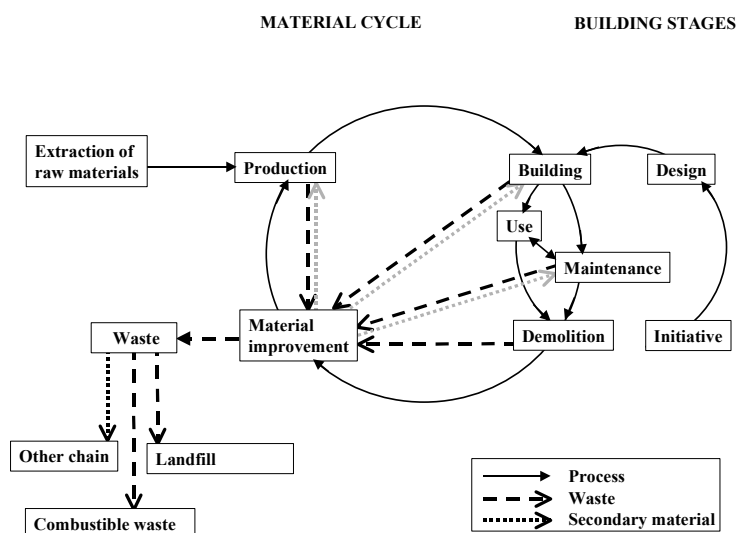 MATERIAL CYCLE
BUILDING STAGES
Extraction of
raw materials
Production
Building
Design
Use
Maintenance
Material
improvement
Demolition
Initiative
Waste
Other chain
Landfill
Combustible waste
Process
Waste
Secondary material